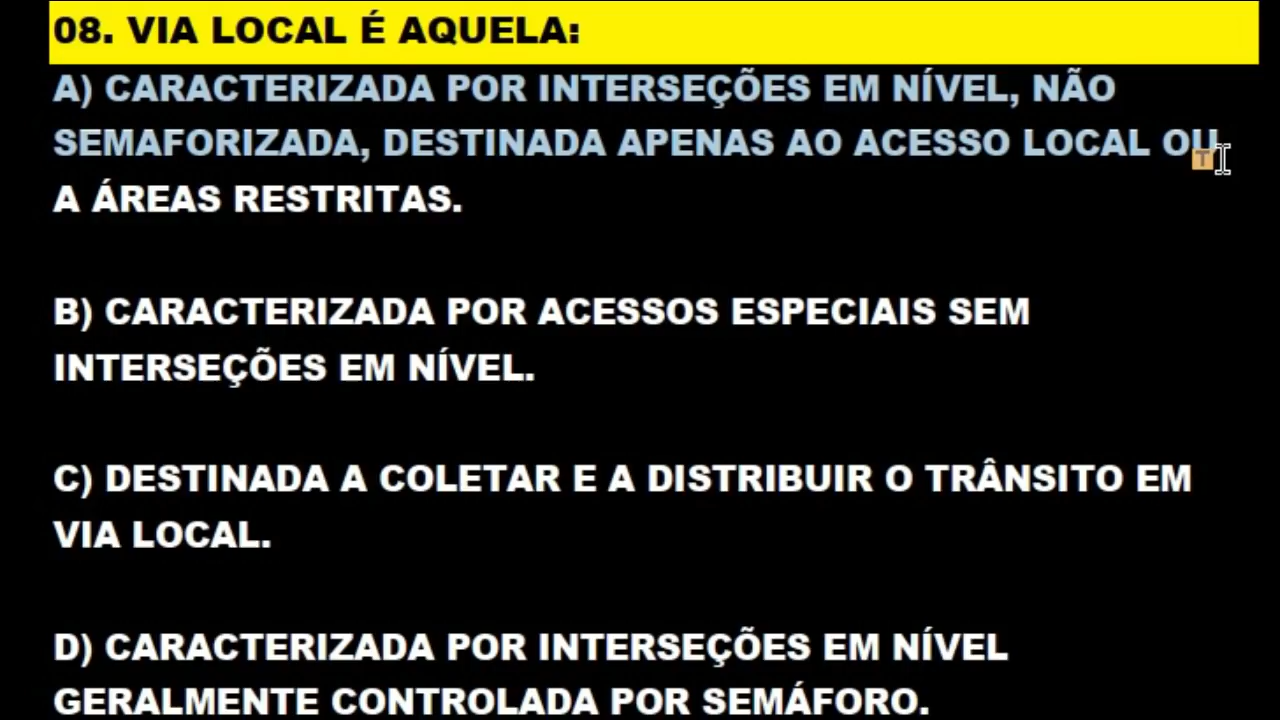 08. VIA LOCAL É AQUELA:
A) CARACTERIZADA POR INTERSEÇÕES EM NÍVEL, NÃO
SEMAFORIZADA, DESTINADA APENAS AO ACESSO LOCAL OU
T
A ÁREAS RESTRITAS.
B) CARACTERIZADA POR ACESSOS ESPECIAIS SEM
INTERSEÇÕES EM NÍVEL.
C) DESTINADA A COLETAR E A DISTRIBUIR O TRÂNSITO EM
VIA LOCAL.
D) CARACTERIZADA POR INTERSEÇÕES EM NÍVEL
GERALMENTE CONTROLADA POR SEMÁFORO.